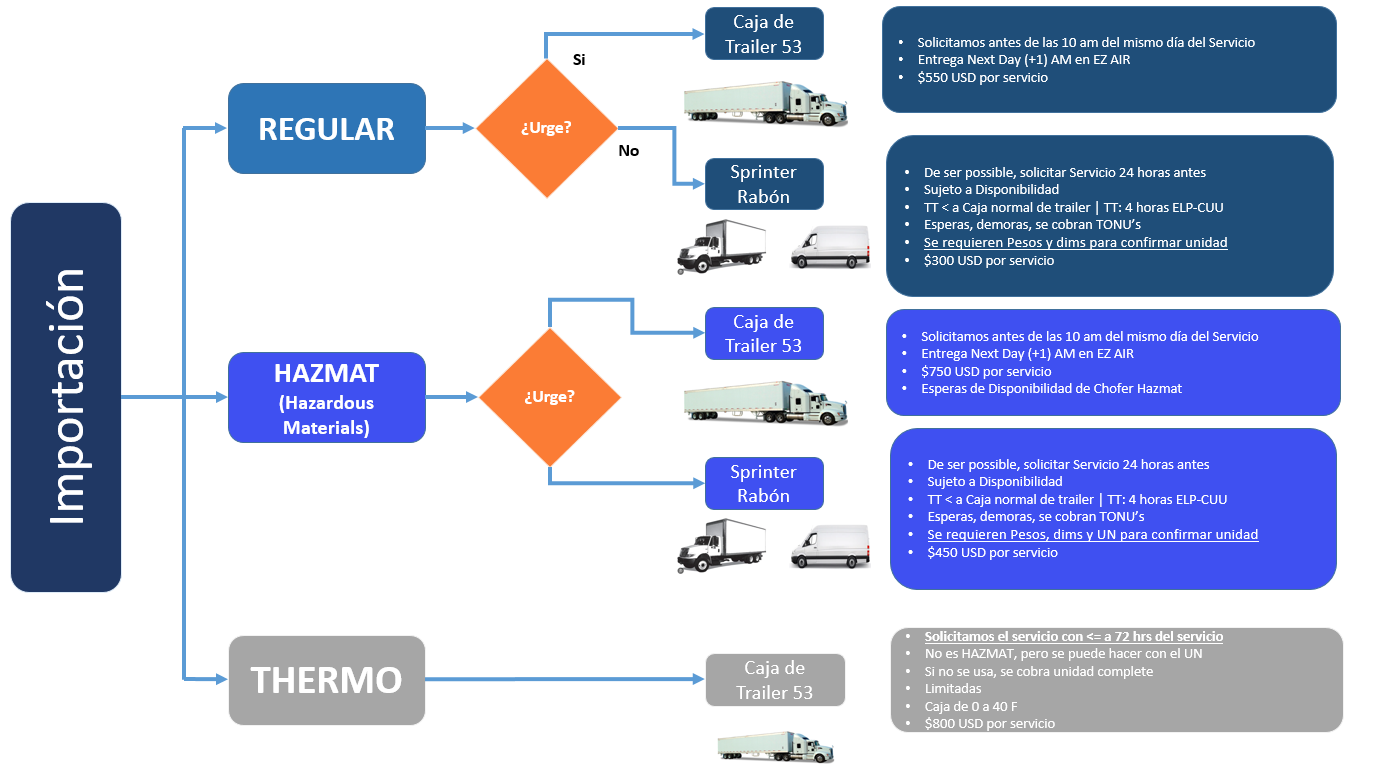 Importación
REGULAR
¿Urge?
Si
No
Caja de
Trailer 53
• Solicitamos antes de las 10 am del mismo día del Servicio
• Entrega Next Day (+1) AM en EZ AIR
• $550 USD por servicio
Sprinter
Rabón
• De ser possible, solicitar Servicio 24 horas antes
• Sujeto a Disponibilidad
• TT < a Caja normal de trailer | TT: 4 horas ELP-CUU
• Esperas, demoras, se cobran TONU’s
• Se requieren Pesos y dims para confirmar unidad
• $300 USD por servicio
HAZMAT
(Hazardous
Materials)
¿Urge?
Caja de
Trailer 53
• Solicitamos antes de las 10 am del mismo día del Servicio
• Entrega Next Day (+1) AM en EZ AIR
• $750 USD por servicio
• Esperas de Disponibilidad de Chofer Hazmat
Sprinter
Rabón
• De ser possible, solicitar Servicio 24 horas antes
• Sujeto a Disponibilidad
• TT < a Caja normal de trailer | TT: 4 horas ELP-CUU
• Esperas, demoras, se cobran TONU’s
• Se requieren Pesos, dims y UN para confirmar unidad
• $450 USD por servicio
THERMO
Caja de
Trailer 53
• Solicitamos el servicio con <= a 72 hrs del servicio
• No es HAZMAT, pero se puede hacer con el UN
• Si no se usa, se cobra unidad complete
• Limitadas
• Caja de 0 a 40 F
• $800 USD por servicio